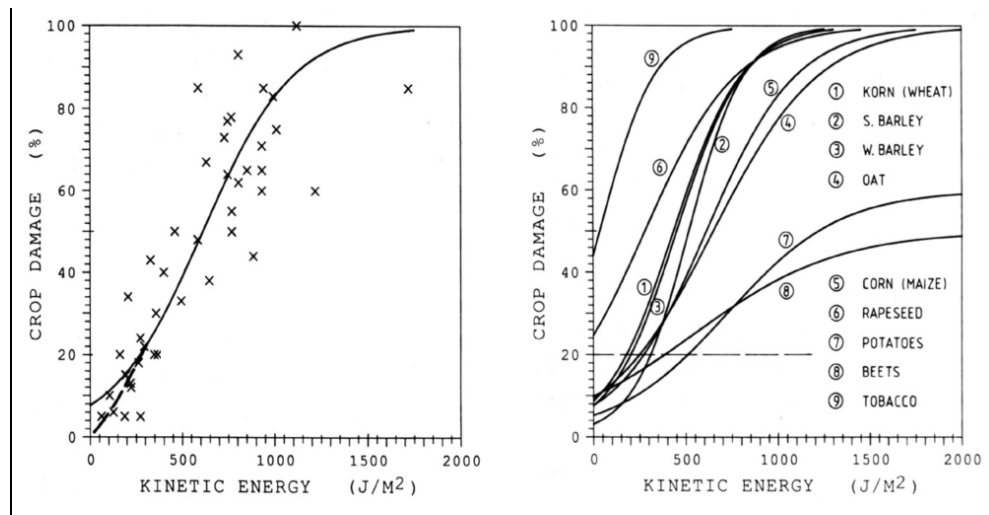 100
80
60
40
20
0
CROP DAMAGE (%)
0 500 1000 1500 2000
KINETIC ENERGY (J/M²)
100
80
60
40
20
0
CROP DAMAGE (%)
⑨
⑥
②
⑤
④
① KORN (WHEAT)
② S. BARLEY
③ W. BARLEY
④ OAT
①
③
⑦
⑧
⑤ CORN (MAIZE)
⑥ RAPESEED
⑦ POTATOES
⑧ BEETS
⑨ TOBACCO
0 500 1000 1500 2000
KINETIC ENERGY (J/M²)